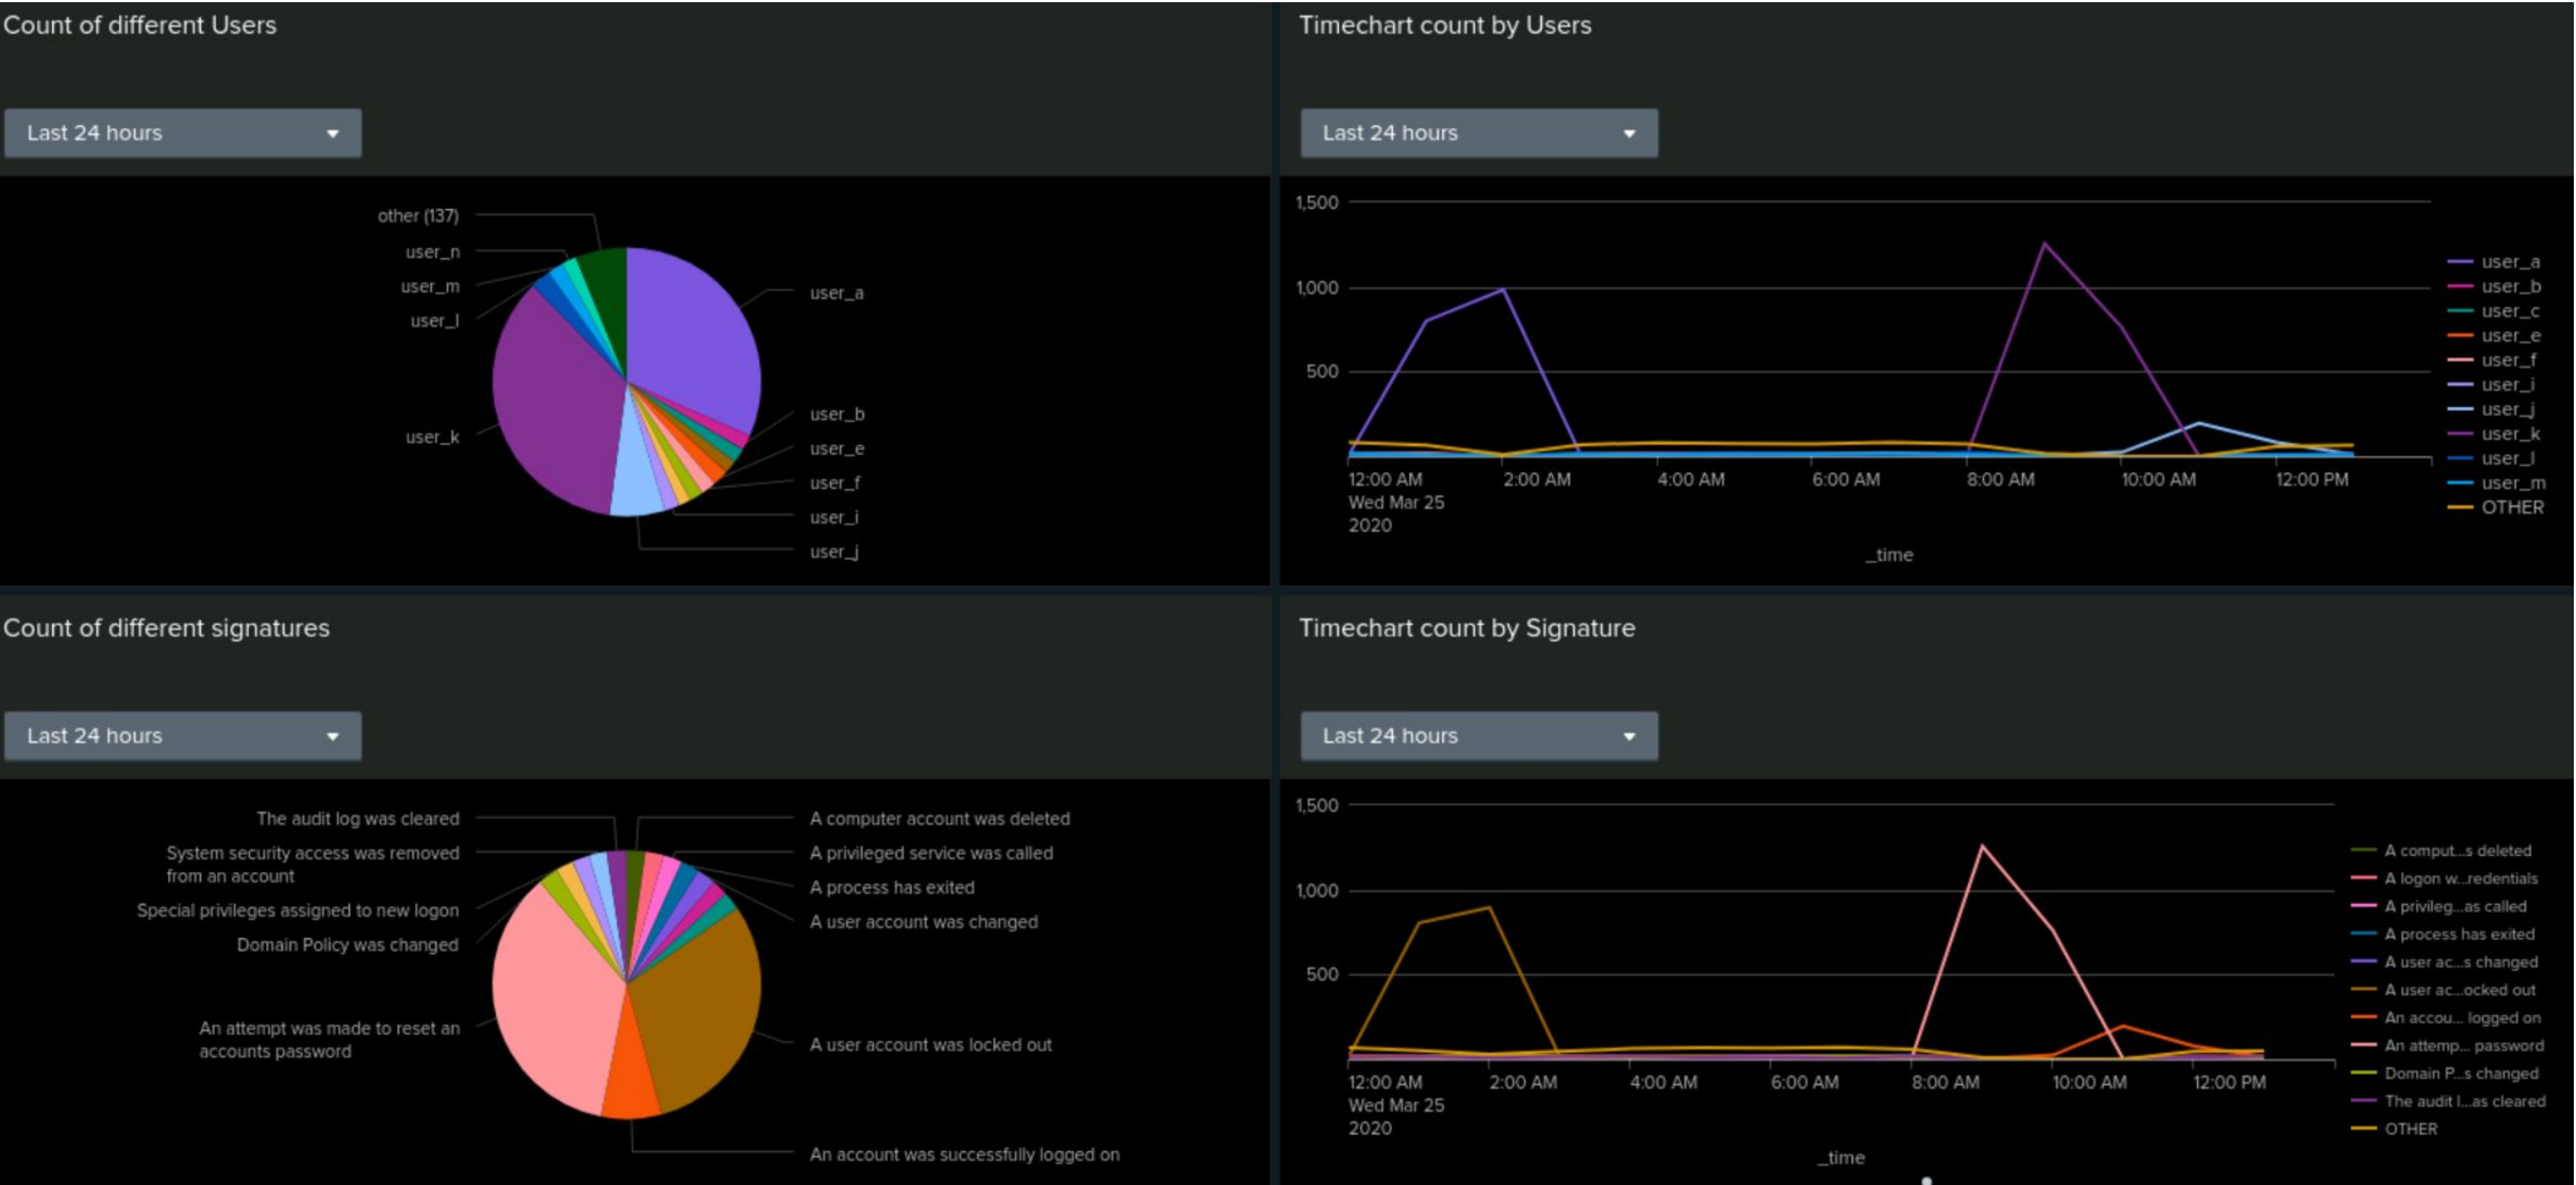 Count of different Users
Last 24 hours
other (137)
user_n
user_m
user_l
user_k
user_a
user_b
user_e
user_f
user_i
user_j
Timechart count by Users
Last 24 hours
1,500
1,000
500
12:00 AM
Wed Mar 25
2020
2:00 AM
4:00 AM
6:00 AM
8:00 AM
10:00 AM
12:00 PM
_time
user_a
user_b
user_c
user_e
user_f
user_i
user_j
user_k
user_l
user_m
OTHER
Count of different signatures
Last 24 hours
The audit log was cleared
System security access was removed
from an account
Special privileges assigned to new logon
Domain Policy was changed
An attempt was made to reset an
accounts password
A computer account was deleted
A privileged service was called
A process has exited
A user account was changed
A user account was locked out
An account was successfully logged on
Timechart count by Signature
Last 24 hours
1,500
1,000
500
12:00 AM
Wed Mar 25
2020
2:00 AM
4:00 AM
6:00 AM
8:00 AM
10:00 AM
12:00 PM
_time
A comput...s deleted
A logon w...redentials
A privileg...as called
A process has exited
A user ac...s changed
A user ac...ocked out
An accou... logged on
An attemp... password
Domain P...s changed
The audit l...as cleared
OTHER